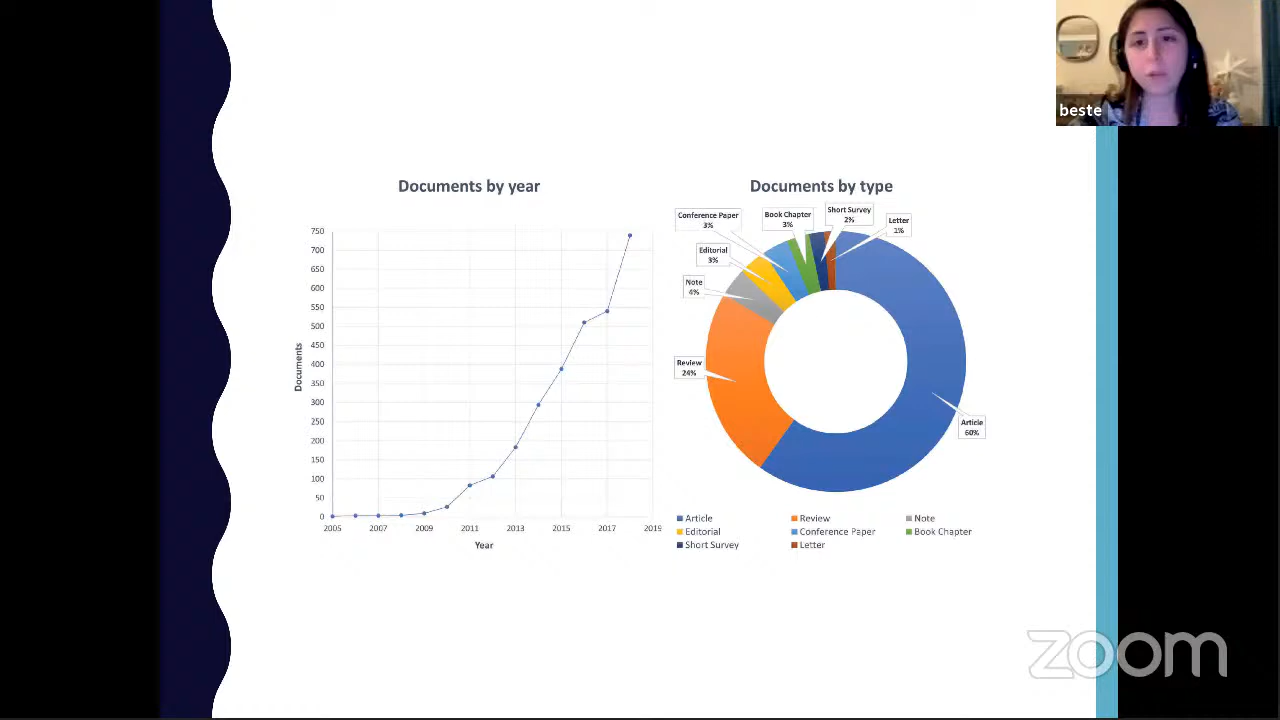 beste
Documents by year
750
700
650
600
550
500
450
400
350
300
250
200
150
100
50
0
Documents
2005
2007
2009
2011
2013
2015
2017
2019
Year
Documents by type
Conference Paper
3%
Book Chapter
3%
Short Survey
2%
Letter
1%
Editorial
3%
Note
4%
Review
24%
Article
60%
Article
Review
Note
Editorial
Conference Paper
Book Chapter
Short Survey
Letter
zoom